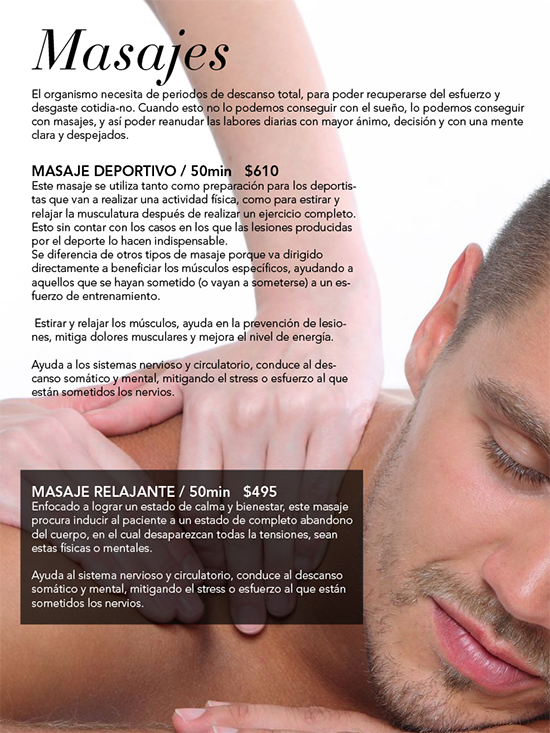 Masajes
El organismo necesita de periodos de descanso total, para poder recuperarse del esfuerzo y
desgaste cotidia-no. Cuando esto no lo podemos conseguir con el sueño, lo podemos conseguir
con masajes, y así poder reanudar las labores diarias con mayor ánimo, decisión y con una mente
clara y despejados.
MASAJE DEPORTIVO / 50min $610
Este masaje se utiliza tanto como preparación para los deportis-
tas que van a realizar una actividad física, como para estirar y
relajar la musculatura después de realizar un ejercicio completo.
Esto sin contar con los casos en los que las lesiones producidas
por el deporte lo hacen indispensable.
Se diferencia de otros tipos de masaje porque va dirigido
directamente a beneficiar los músculos específicos, ayudando a
aquellos que se hayan sometido (o vayan a someterse) a un es-
fuerzo de entrenamiento.
Estirar y relajar los músculos, ayuda en la prevención de lesio-
nes, mitiga dolores musculares y mejora el nivel de energía.
Ayuda a los sistemas nervioso y circulatorio, conduce al des-
canso somático y mental, mitigando el stress o esfuerzo al que
están sometidos los nervios.
MASAJE RELAJANTE / 50min $495
Enfocado a lograr un estado de calma y bienestar, este masaje
procura inducir al paciente a un estado de completo abandono
del cuerpo, en el cual desaparezcan todas la tensiones, sean
estas físicas o mentales.
Ayuda al sistema nervioso y circulatorio, conduce al descanso
somático y mental, mitigando el stress o esfuerzo al que están
sometidos los nervios.